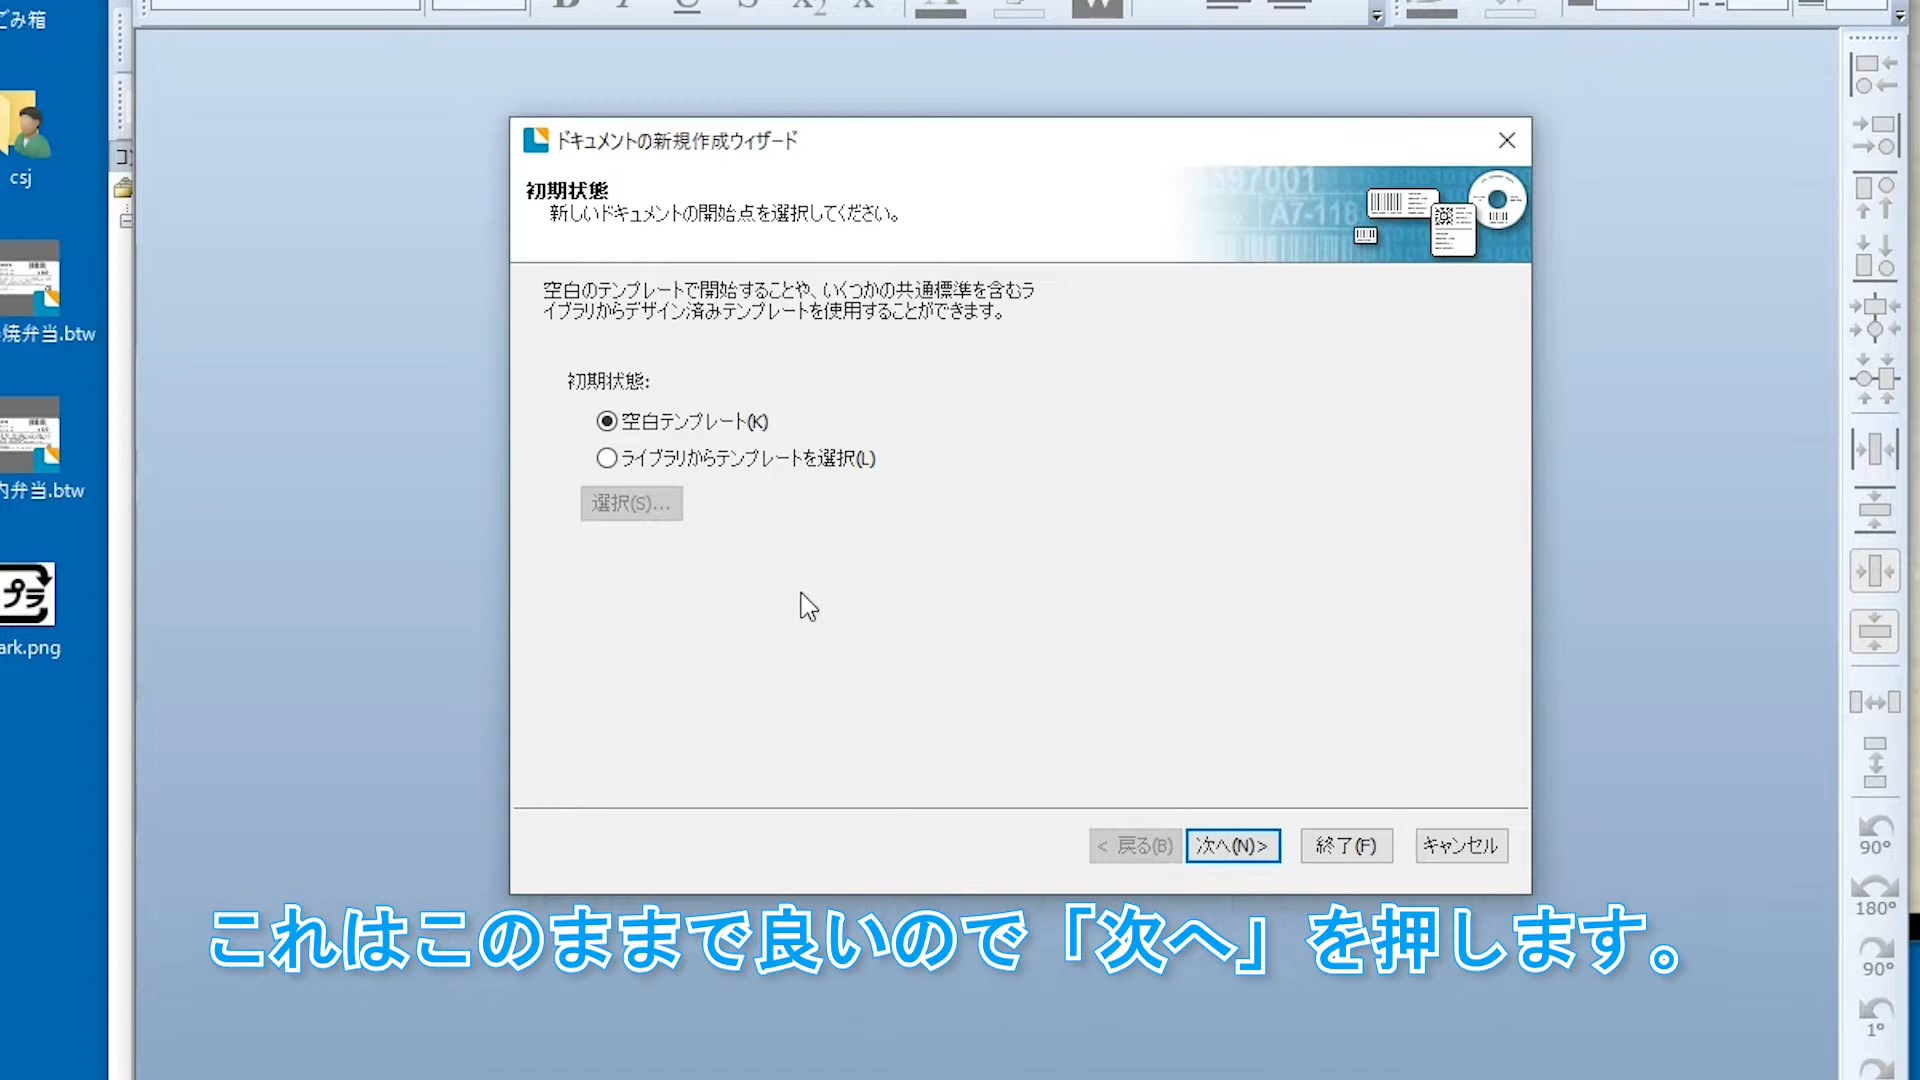 ごみ箱
csj
焼弁当.btw
内弁当.btw
プラ
ark.png
ドキュメントの新規作成ウィザード
初期状態
新しいドキュメントの開始点を選択してください。
A7-118
空白のテンプレートで開始することや、いくつかの共通標準を含むラ
イブラリからデザイン済みテンプレートを使用することができます。
初期状態:
空白テンプレート(K)
ライブラリからテンプレートを選択(L)
選択(S)...
< 戻る(B)
次へ(N)>
終了(F)
キャンセル
90°
180°
90°
1°
これはこのままで良いので「次へ」を押します。